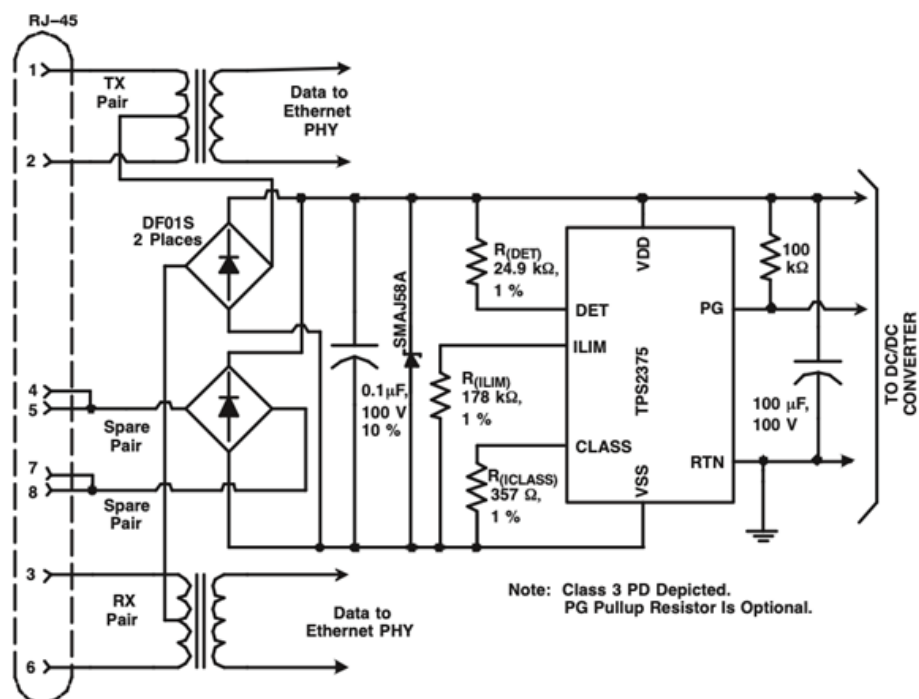 RJ–45
1
TX
Pair
2
Data to
Ethernet
PHY
DF01S
2 Places
4
5
Spare
Pair
7
8
Spare
Pair
3
RX
Pair
6
Data to
Ethernet PHY
0.1μF,
100 V
10 %
SMAJ58A
R(DET)
24.9 kΩ,
1 %
R(ILIM)
178 kΩ,
1 %
R(ICLASS)
357 Ω,
1 %
VDD
DET
ILIM
CLASS
VSS
TPS2375
PG
RTN
100
kΩ
100 μF,
100 V
TO DC/DC
CONVERTER
Note: Class 3 PD Depicted.
PG Pullup Resistor Is Optional.